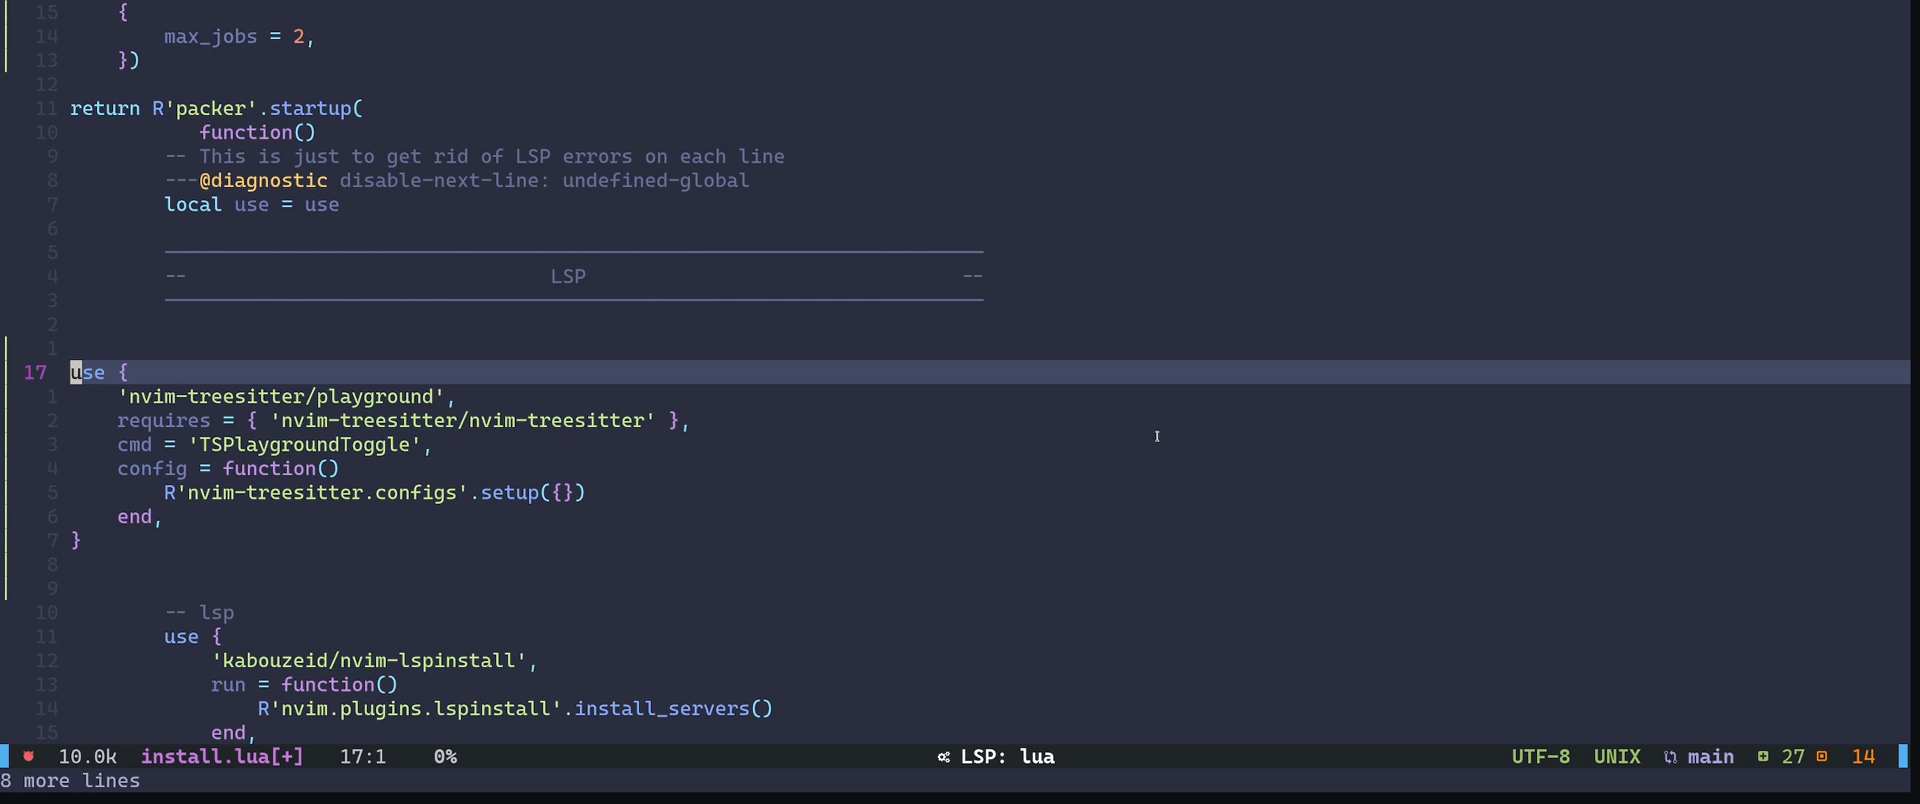 15 {
14 max_jobs = 2,
13 })
12
11 return R'packer'.startup(
10 function()
9 -- This is just to get rid of LSP errors on each line
8 ---@diagnostic disable-next-line: undefined-global
7 local use = use
6
5
4 -- LSP --
3
2
1
17 use {
1 'nvim-treesitter/playground',
2 requires = { 'nvim-treesitter/nvim-treesitter' },
3 cmd = 'TSPlaygroundToggle',
4 config = function()
5 R'nvim-treesitter.configs'.setup({})
6 end,
7 }
8
9
10 -- lsp
11 use {
12 'kabouzeid/nvim-lspinstall',
13 run = function()
14 R'nvim.plugins.lspinstall'.install_servers()
15 end,
10.0k install.lua[+] 17:1 0% LSP: lua UTF-8 UNIX main 27 14
8 more lines